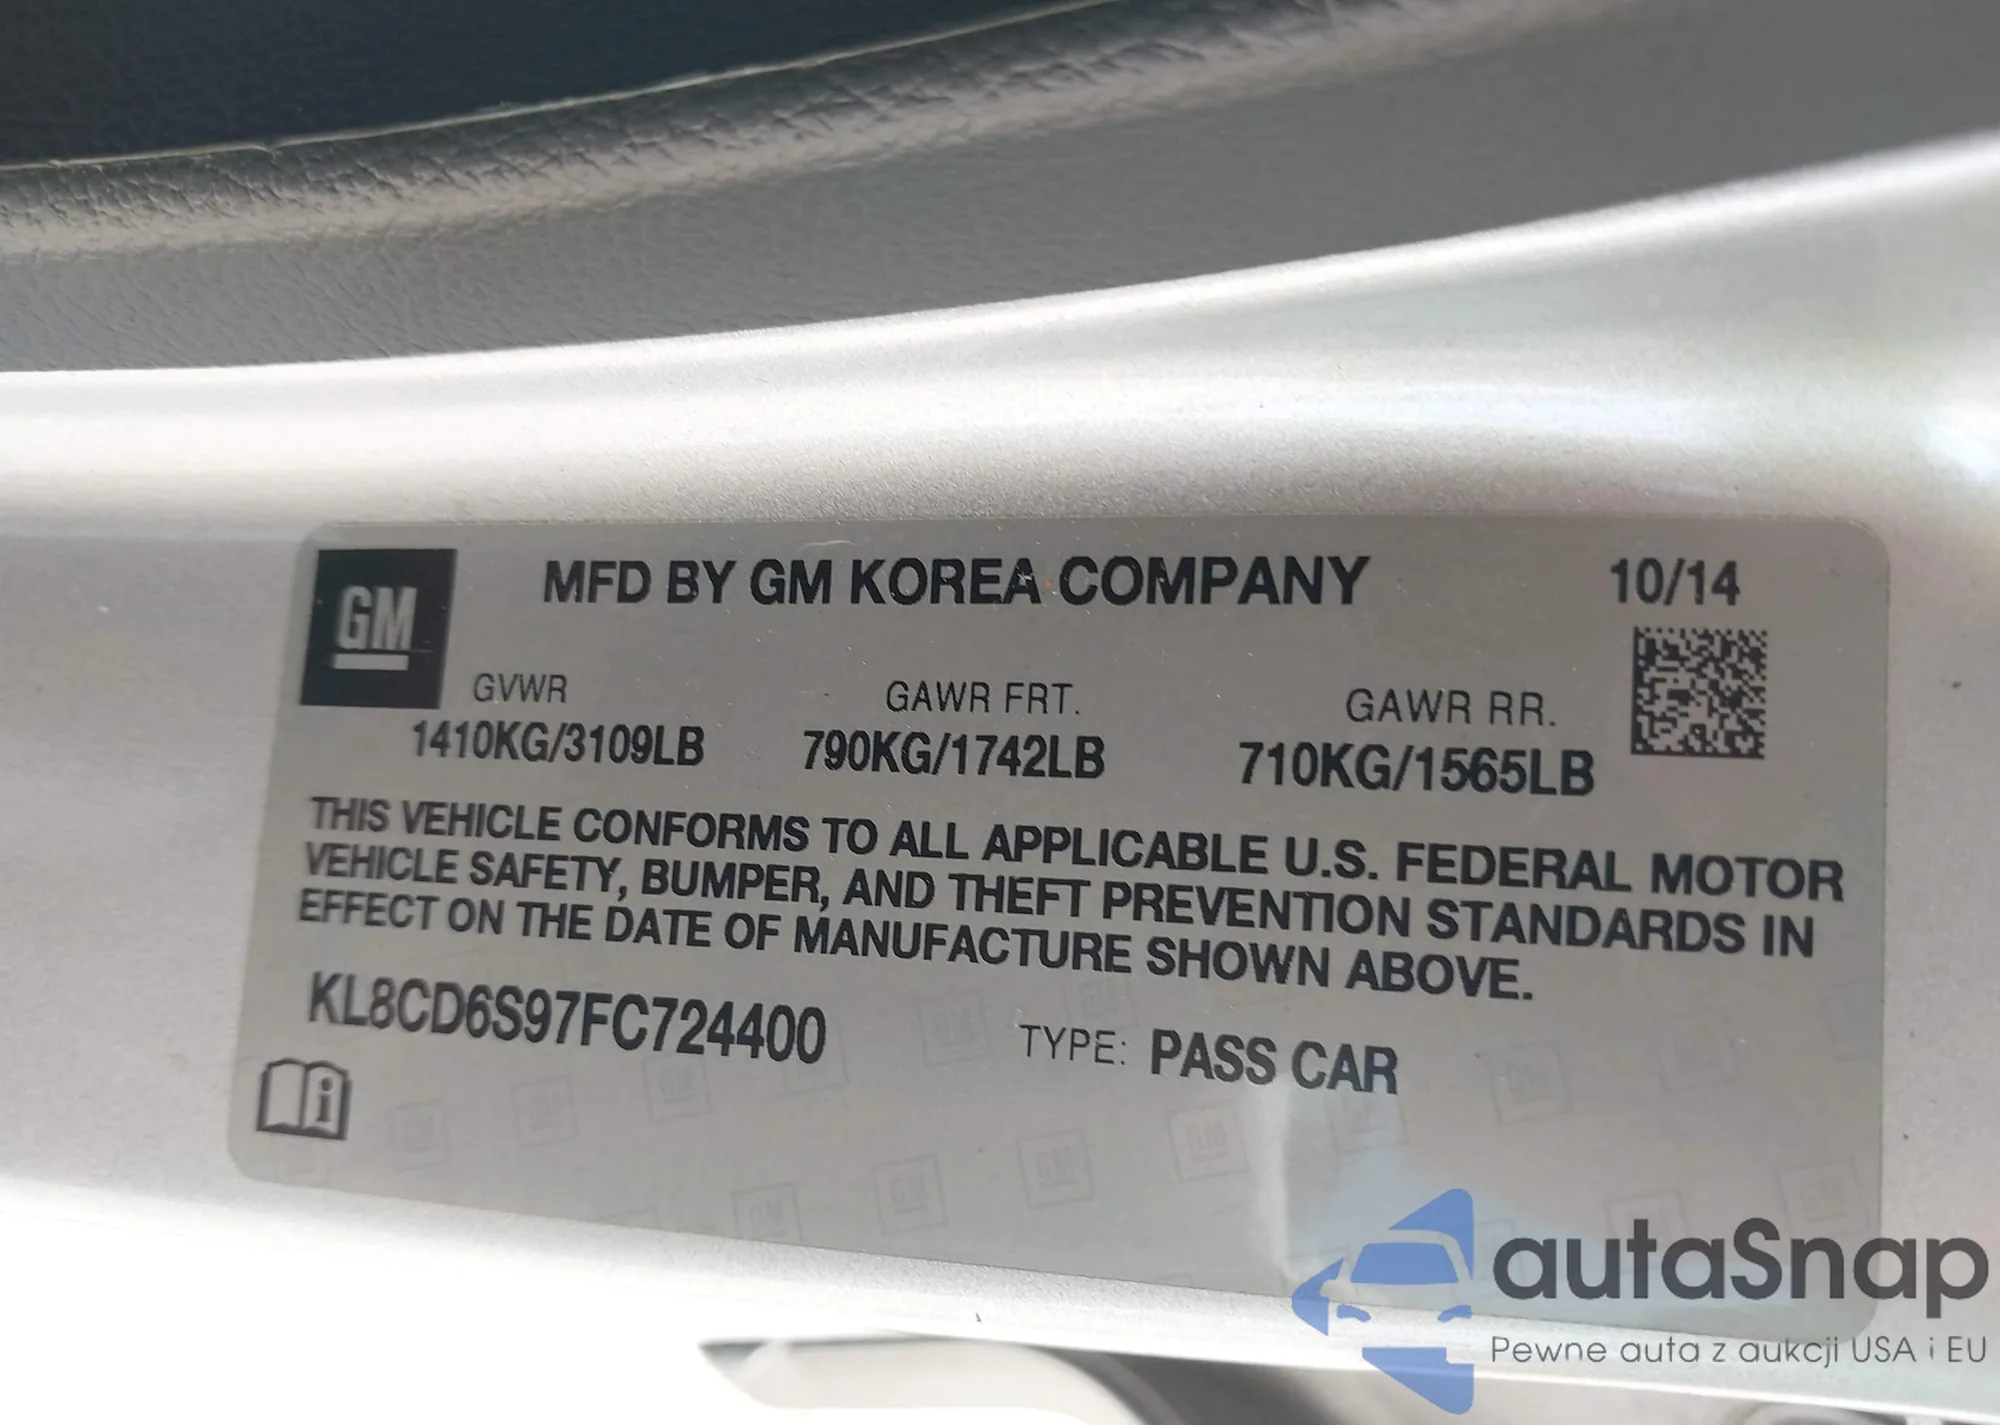 MFD BY GM KOREA COMPANY 10/14
GM
GVWR GAWR FRT. GAWR RR.
1410KG/3109LB 790KG/1742LB 710KG/1565LB
THIS VEHICLE CONFORMS TO ALL APPLICABLE U.S. FEDERAL MOTOR
VEHICLE SAFETY, BUMPER, AND THEFT PREVENTION STANDARDS IN
EFFECT ON THE DATE OF MANUFACTURE SHOWN ABOVE.
KL8CD6S97FC724400 TYPE: PASS CAR
i
autaSnap
Pewne auta z aukcji USA i EU